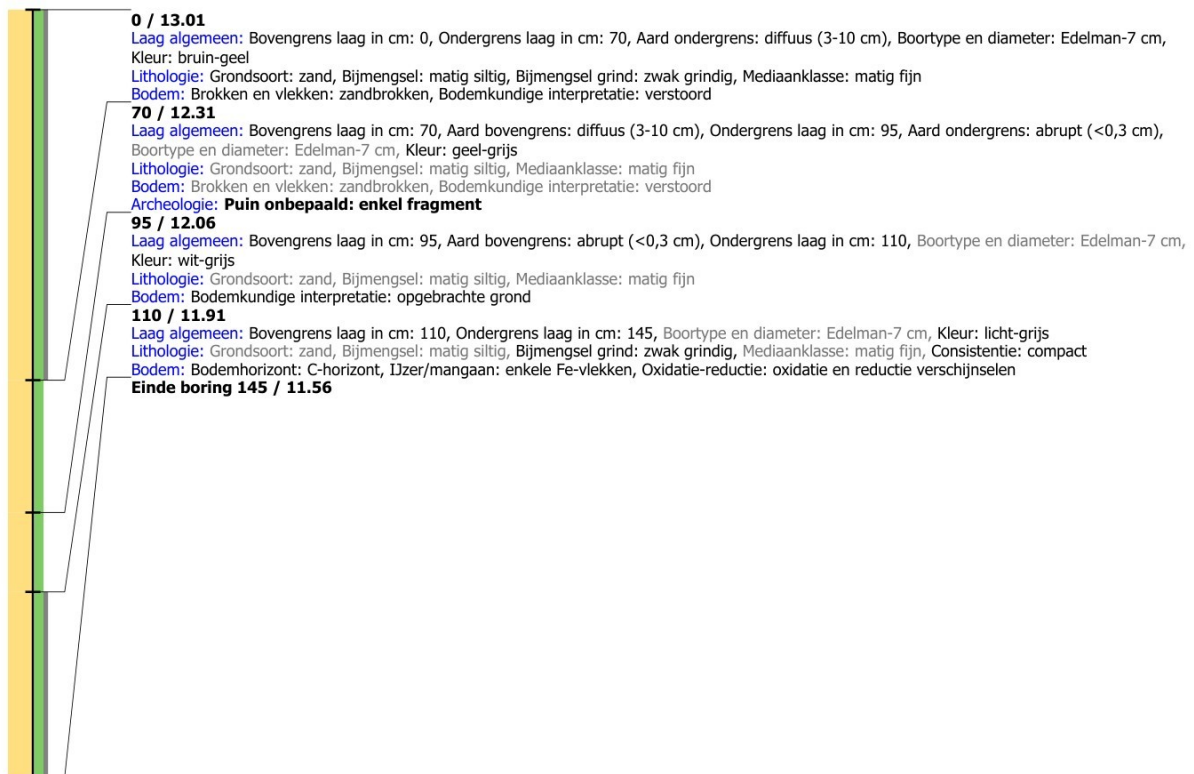 0 / 13.01
Laag algemeen: Bovengrens laag in cm: 0, Ondergrens laag in cm: 70, Aard ondergrens: diffuus (3-10 cm), Boortype en diameter: Edelman-7 cm,
Kleur: bruin-geel
Lithologie: Grondsoort: zand, Bijmengsel: matig siltig, Bijmengsel grind: zwak grindig, Mediaanklasse: matig fijn
Bodem: Brokken en vlekken: zandbrokken, Bodemkundige interpretatie: verstoord
70 / 12.31
Laag algemeen: Bovengrens laag in cm: 70, Aard bovengrens: diffuus (3-10 cm), Ondergrens laag in cm: 95, Aard ondergrens: abrupt (<0,3 cm),
Boortype en diameter: Edelman-7 cm, Kleur: geel-grijs
Lithologie: Grondsoort: zand, Bijmengsel: matig siltig, Mediaanklasse: matig fijn
Bodem: Brokken en vlekken: zandbrokken, Bodemkundige interpretatie: verstoord
Archeologie: Puin onbepaald: enkel fragment
95 / 12.06
Laag algemeen: Bovengrens laag in cm: 95, Aard bovengrens: abrupt (<0,3 cm), Ondergrens laag in cm: 110, Boortype en diameter: Edelman-7 cm,
Kleur: wit-grijs
Lithologie: Grondsoort: zand, Bijmengsel: matig siltig, Mediaanklasse: matig fijn
Bodem: Bodemkundige interpretatie: opgebrachte grond
110 / 11.91
Laag algemeen: Bovengrens laag in cm: 110, Ondergrens laag in cm: 145, Boortype en diameter: Edelman-7 cm, Kleur: licht-grijs
Lithologie: Grondsoort: zand, Bijmengsel: matig siltig, Bijmengsel grind: zwak grindig, Mediaanklasse: matig fijn, Consistentie: compact
Bodem: Bodemhorizont: C-horizont, IJzer/mangaan: enkele Fe-vlekken, Oxidatie-reductie: oxidatie en reductie verschijnselen
Einde boring 145 / 11.56